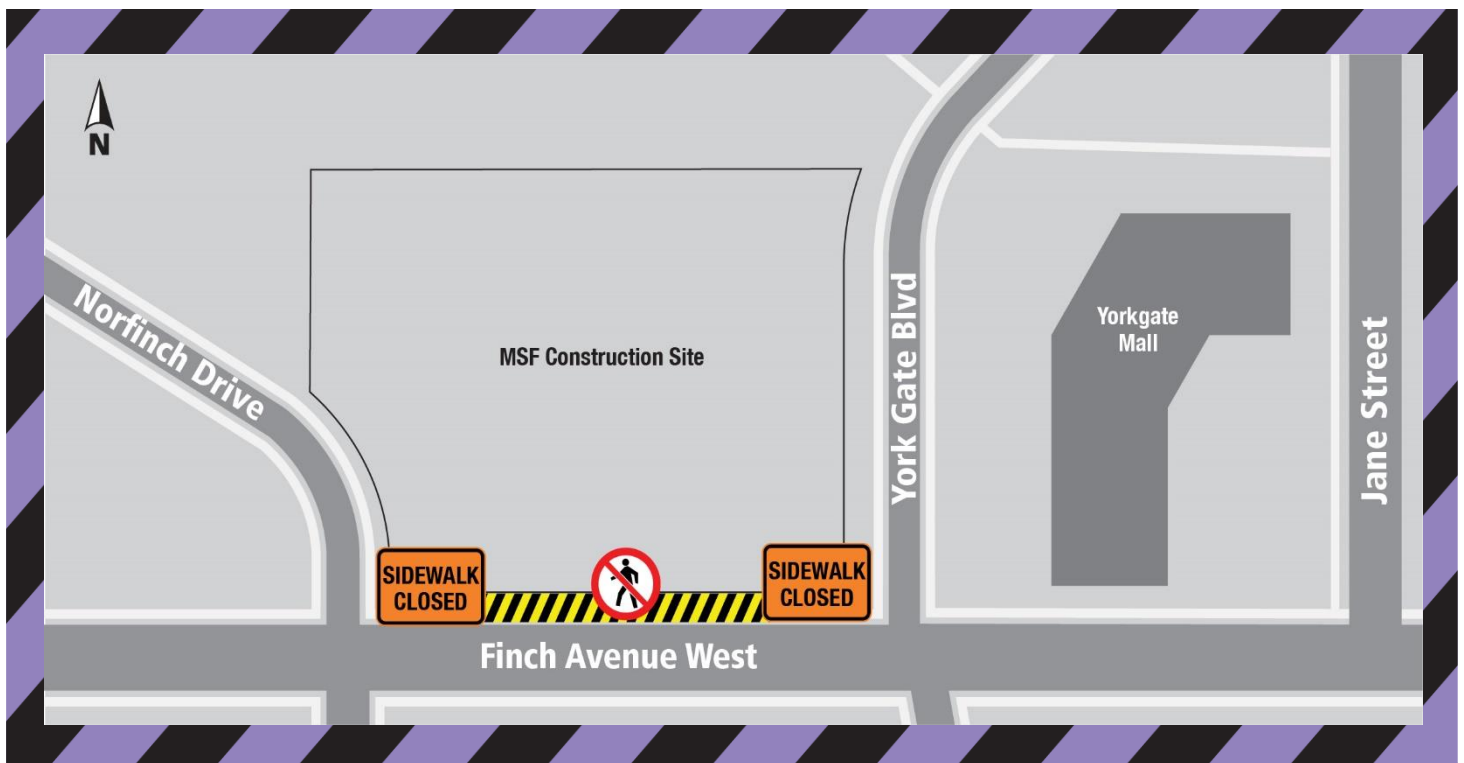 N
Norfinch Drive
MSF Construction Site
York Gate Blvd
Yorkgate
Mall
Jane Street
SIDEWALK
CLOSED
SIDEWALK
CLOSED
Finch Avenue West